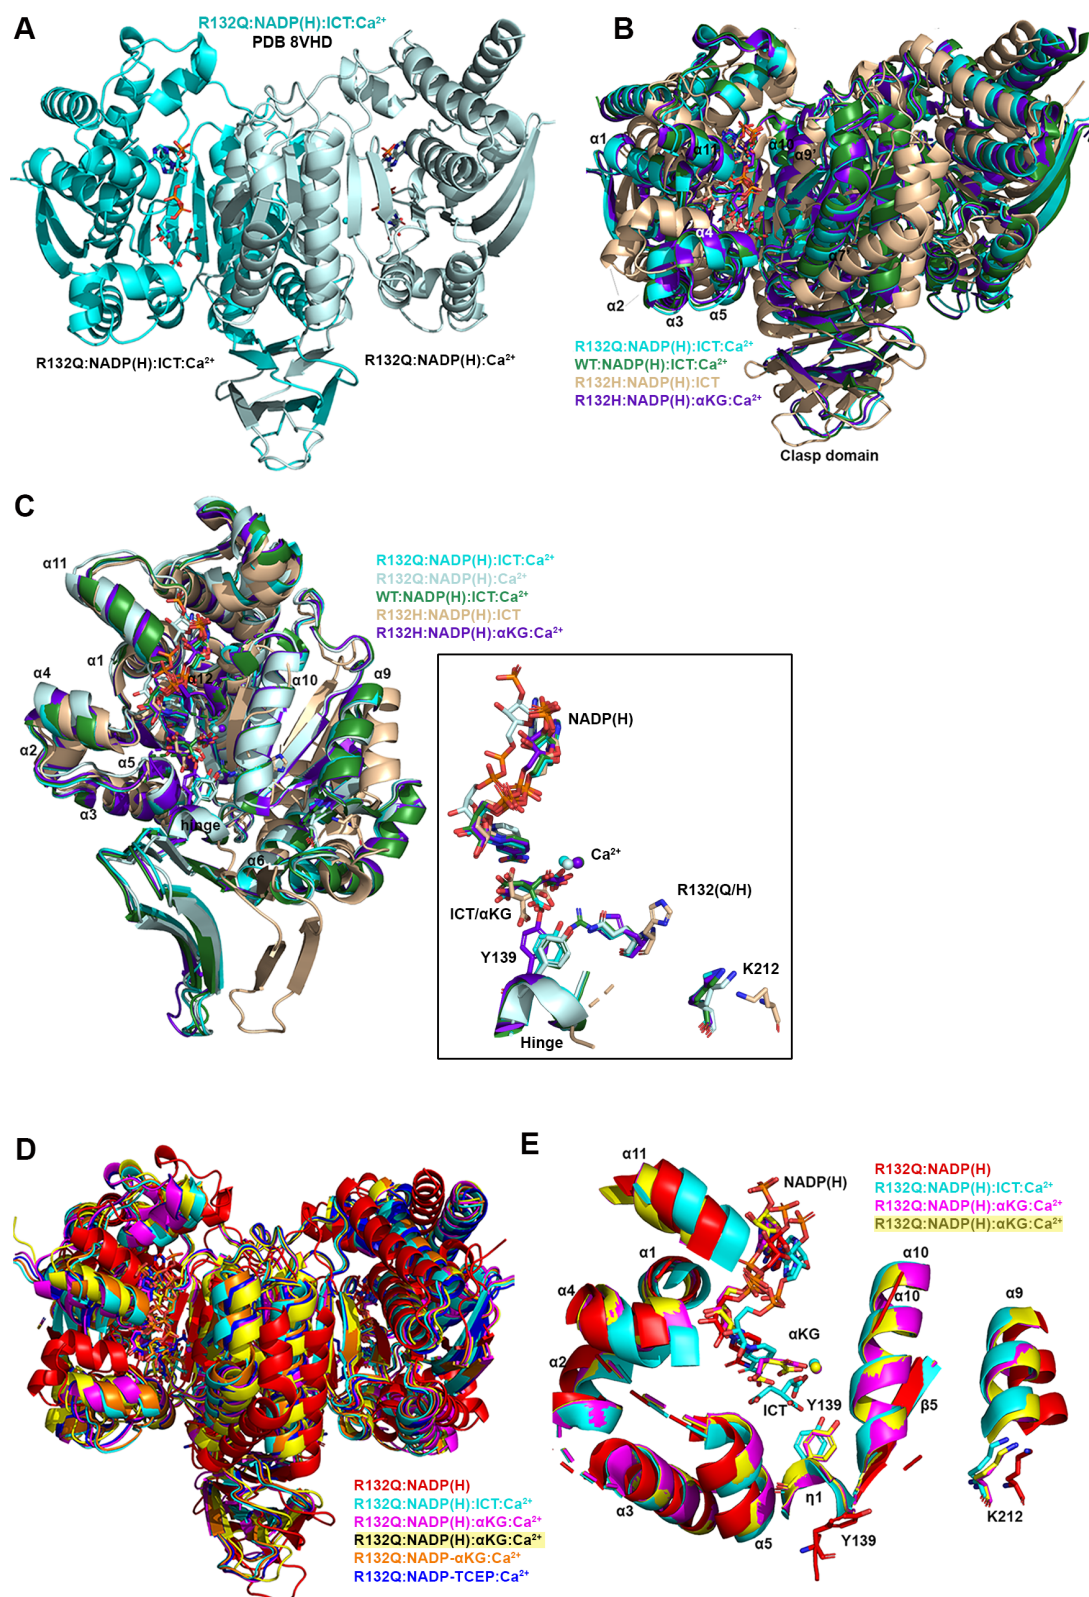 A
R132Q:NADP(H):ICT:Ca²⁺
PDB 8VHD
R132Q:NADP(H):ICT:Ca²⁺
R132Q:NADP(H):Ca²⁺
B
α1
α11
α10
α9'
α4
α7
α2
α3
α5
R132Q:NADP(H):ICT:Ca²⁺
WT:NADP(H):ICT:Ca²⁺
R132H:NADP(H):ICT
R132H:NADP(H):αKG:Ca²⁺
Clasp domain
C
α11
R132Q:NADP(H):ICT:Ca²⁺
R132Q:NADP(H):Ca²⁺
WT:NADP(H):ICT:Ca²⁺
R132H:NADP(H):ICT
R132H:NADP(H):αKG:Ca²⁺
α1
α4
α12
α10
α9
α2
α5
α3
hinge
α6
NADP(H)
Ca²⁺
R132(Q/H)
ICT/αKG
Y139
K212
Hinge
D
R132Q:NADP(H)
R132Q:NADP(H):ICT:Ca²⁺
R132Q:NADP(H):αKG:Ca²⁺
R132Q:NADP(H):αKG:Ca²⁺
R132Q:NADP-αKG:Ca²⁺
R132Q:NADP-TCEP:Ca²⁺
E
α11
NADP(H)
R132Q:NADP(H)
R132Q:NADP(H):ICT:Ca²⁺
R132Q:NADP(H):αKG:Ca²⁺
R132Q:NADP(H):αKG:Ca²⁺
α1
α10
α4
α10
α9
αKG
α2
ICT
Y139
β5
α3
η1
α5
Y139
K212